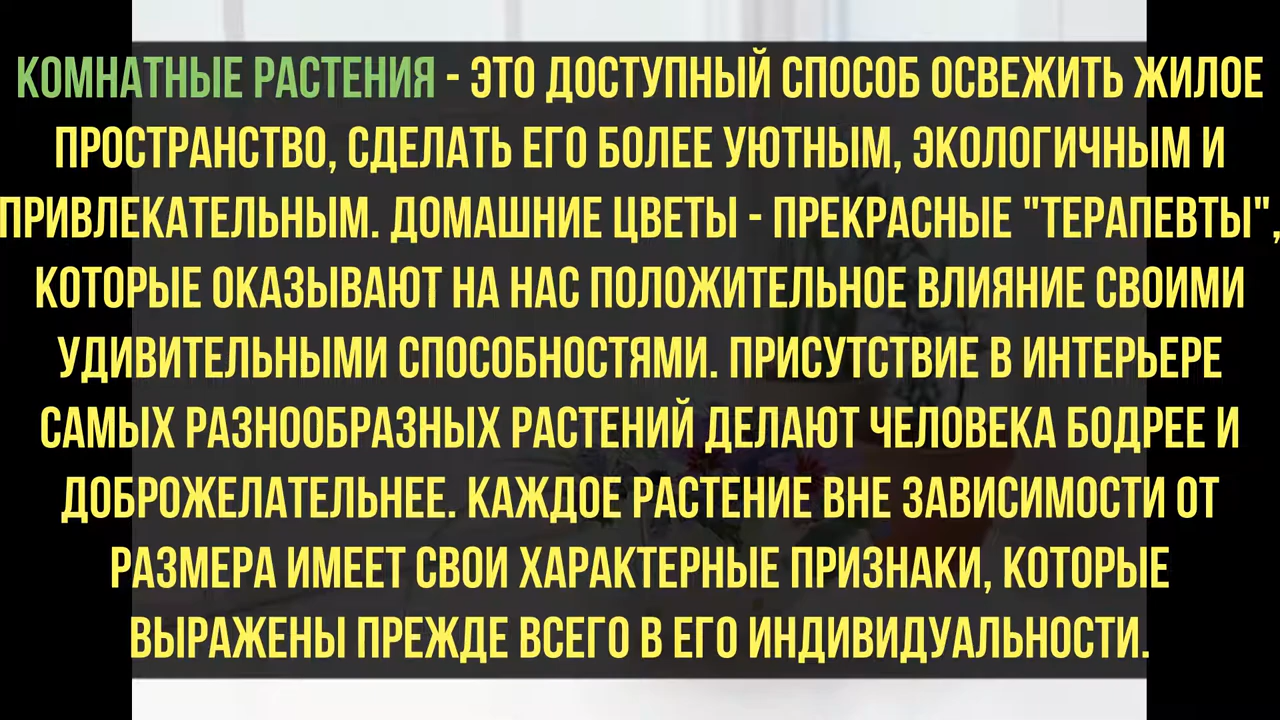 КОМНАТНЫЕ РАСТЕНИЯ - ЭТО ДОСТУПНЫЙ СПОСОБ ОСВЕЖИТЬ ЖИЛОЕ
ПРОСТРАНСТВО, СДЕЛАТЬ ЕГО БОЛЕЕ УЮТНЫМ, ЭКОЛОГИЧНЫМ И
ПРИВЛЕКАТЕЛЬНЫМ. ДОМАШНИЕ ЦВЕТЫ - ПРЕКРАСНЫЕ "ТЕРАПЕВТЫ",
КОТОРЫЕ ОКАЗЫВАЮТ НА НАС ПОЛОЖИТЕЛЬНОЕ ВЛИЯНИЕ СВОИМИ
УДИВИТЕЛЬНЫМИ СПОСОБНОСТЯМИ. ПРИСУТСТВИЕ В ИНТЕРЬЕРЕ
САМЫХ РАЗНООБРАЗНЫХ РАСТЕНИЙ ДЕЛАЮТ ЧЕЛОВЕКА БОДРЕЕ И
ДОБРОЖЕЛАТЕЛЬНЕЕ. КАЖДОЕ РАСТЕНИЕ ВНЕ ЗАВИСИМОСТИ ОТ
РАЗМЕРА ИМЕЕТ СВОИ ХАРАКТЕРНЫЕ ПРИЗНАКИ, КОТОРЫЕ
ВЫРАЖЕНЫ ПРЕЖДЕ ВСЕГО В ЕГО ИНДИВИДУАЛЬНОСТИ.